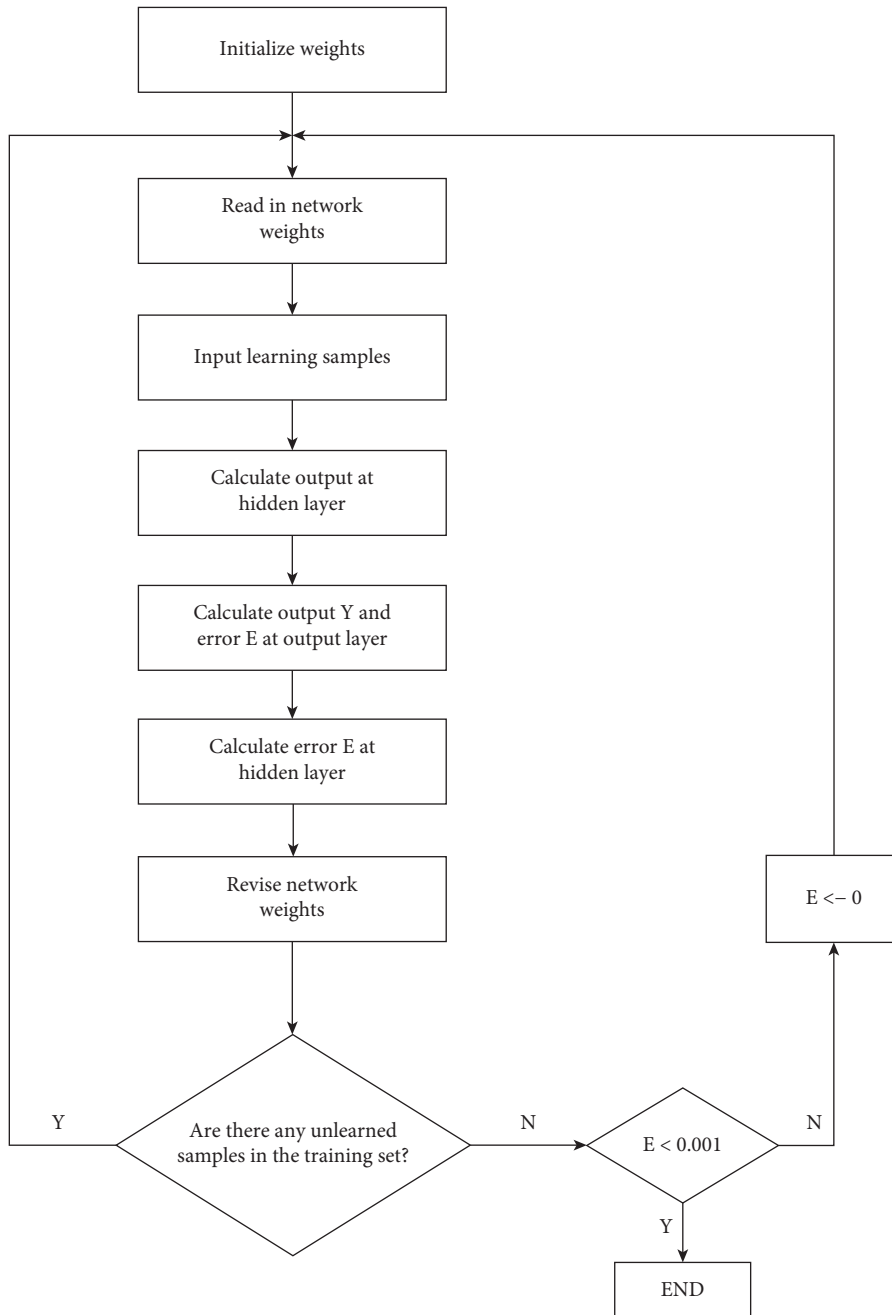 Initialize weights
Read in network
weights
Input learning samples
Calculate output at
hidden layer
Calculate output Y and
error E at output layer
Calculate error E at
hidden layer
Revise network
weights
E <− 0
Y
Are there any unlearned
samples in the training set?
N
E < 0.001
N
Y
END